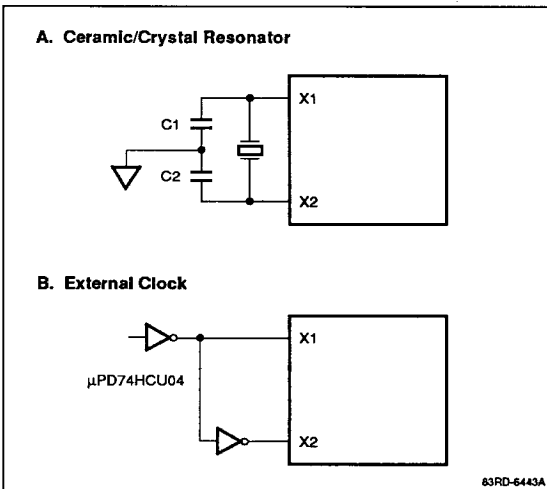 A. Ceramic/Crystal Resonator
X1
C1
C2
X2
B. External Clock
X1
µPD74HCU04
X2
83RD-6443A